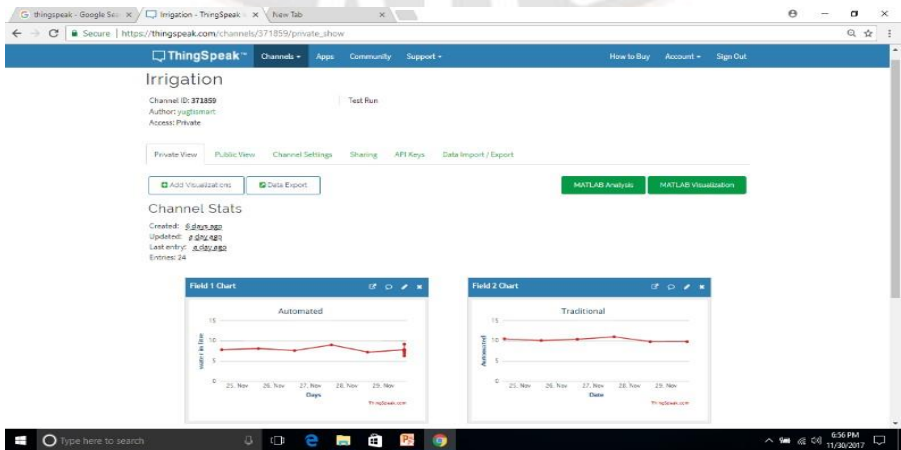 thingspeak - Google Sea
Irrigation - ThingSpeak
New Tab
Secure | https://thingspeak.com/channels/371859/private_show
ThingSpeak™ Channels Apps Community Support How to Buy Account Sign Out
Irrigation
Channel ID: 371859
Test Run
Author: yugtismart
Access: Private
Private View Public View Channel Settings Sharing API Keys Data Import / Export
Add Visualizations Data Export MATLAB Analysis MATLAB Visualization
Channel Stats
Created: 6 days ago
Updated: a day ago
Last entry: a day ago
Entries: 24
Field 1 Chart
Automated
water in litre
15
10
5
0
25. Nov 26. Nov 27. Nov 28. Nov 29. Nov
Days
ThingSpeak.com
Field 2 Chart
Traditional
Automated
15
10
5
0
25. Nov 26. Nov 27. Nov 28. Nov 29. Nov
Date
ThingSpeak.com
Type here to search
6:56 PM
11/30/2017